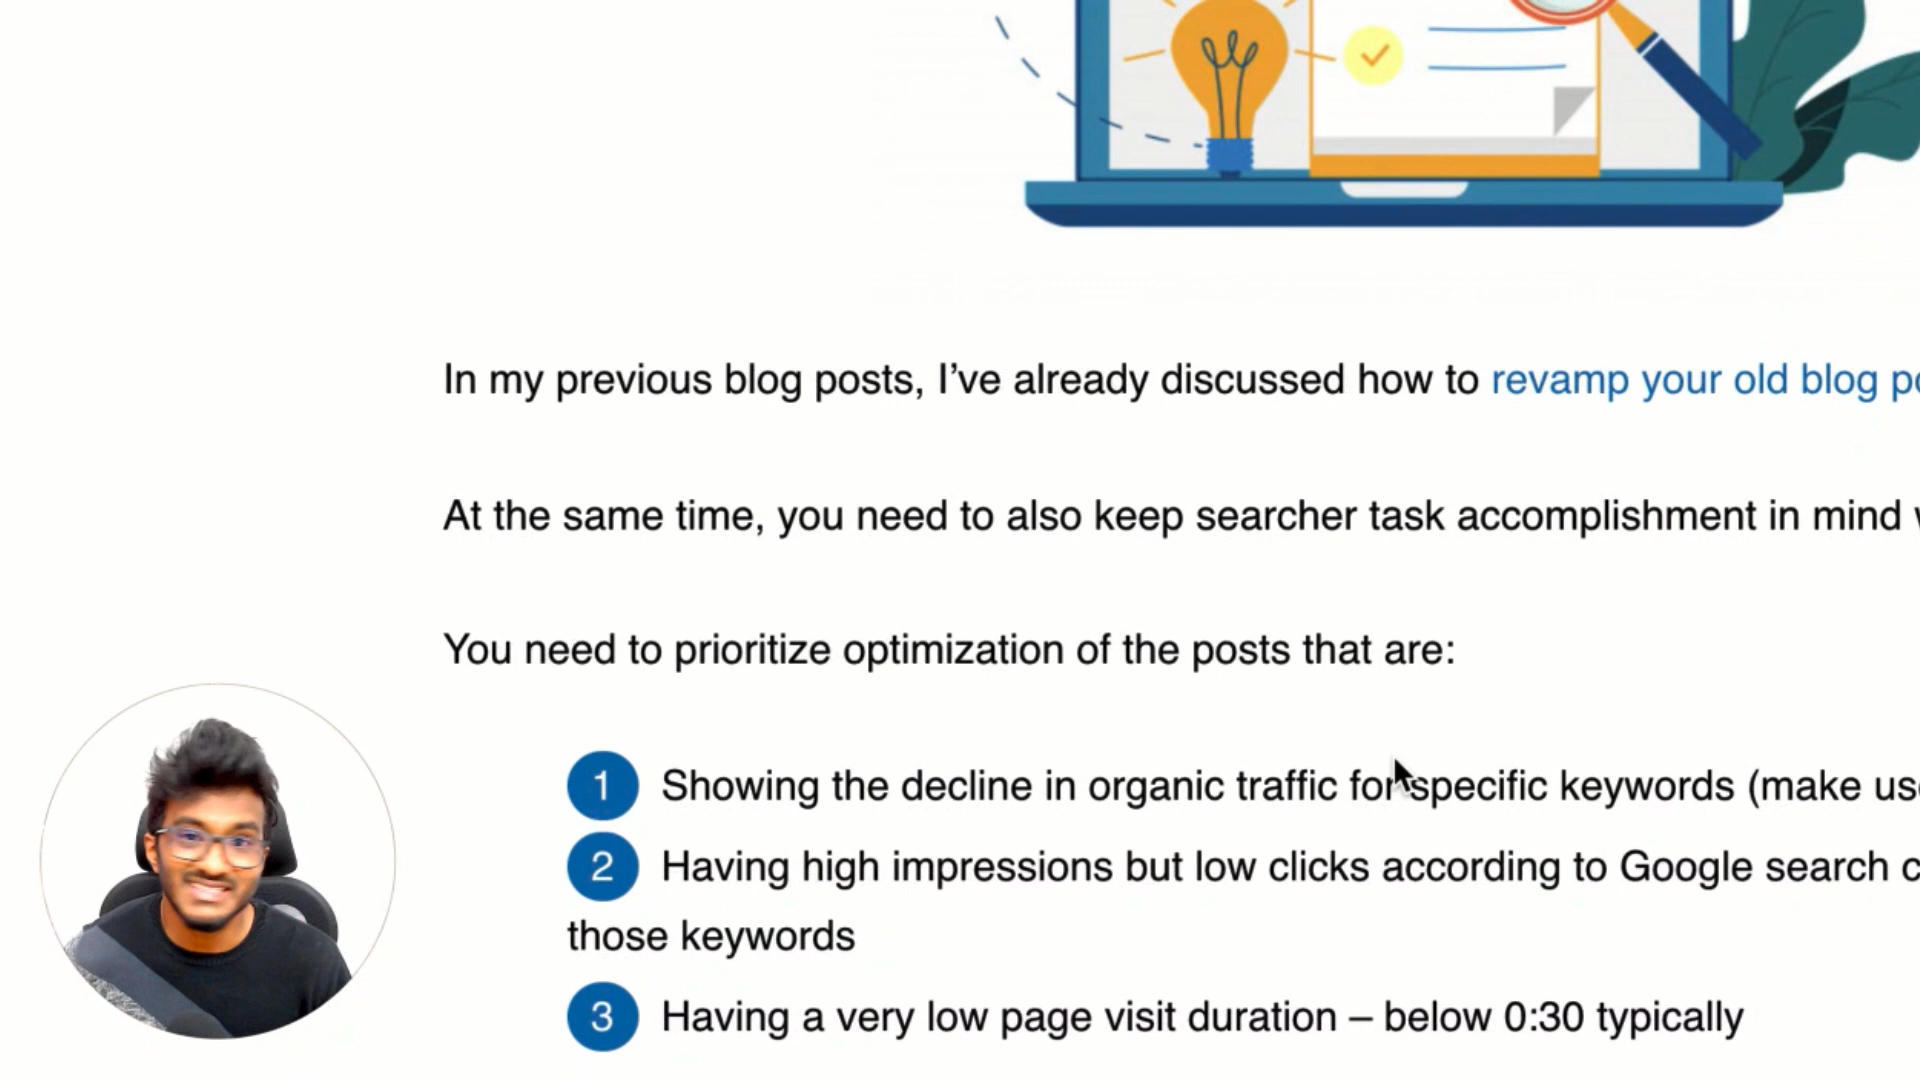 In my previous blog posts, I’ve already discussed how to revamp your old blog
At the same time, you need to also keep searcher task accomplishment in mind
You need to prioritize optimization of the posts that are:
1 Showing the decline in organic traffic for specific keywords (make
2 Having high impressions but low clicks according to Google search
those keywords
3 Having a very low page visit duration – below 0:30 typically